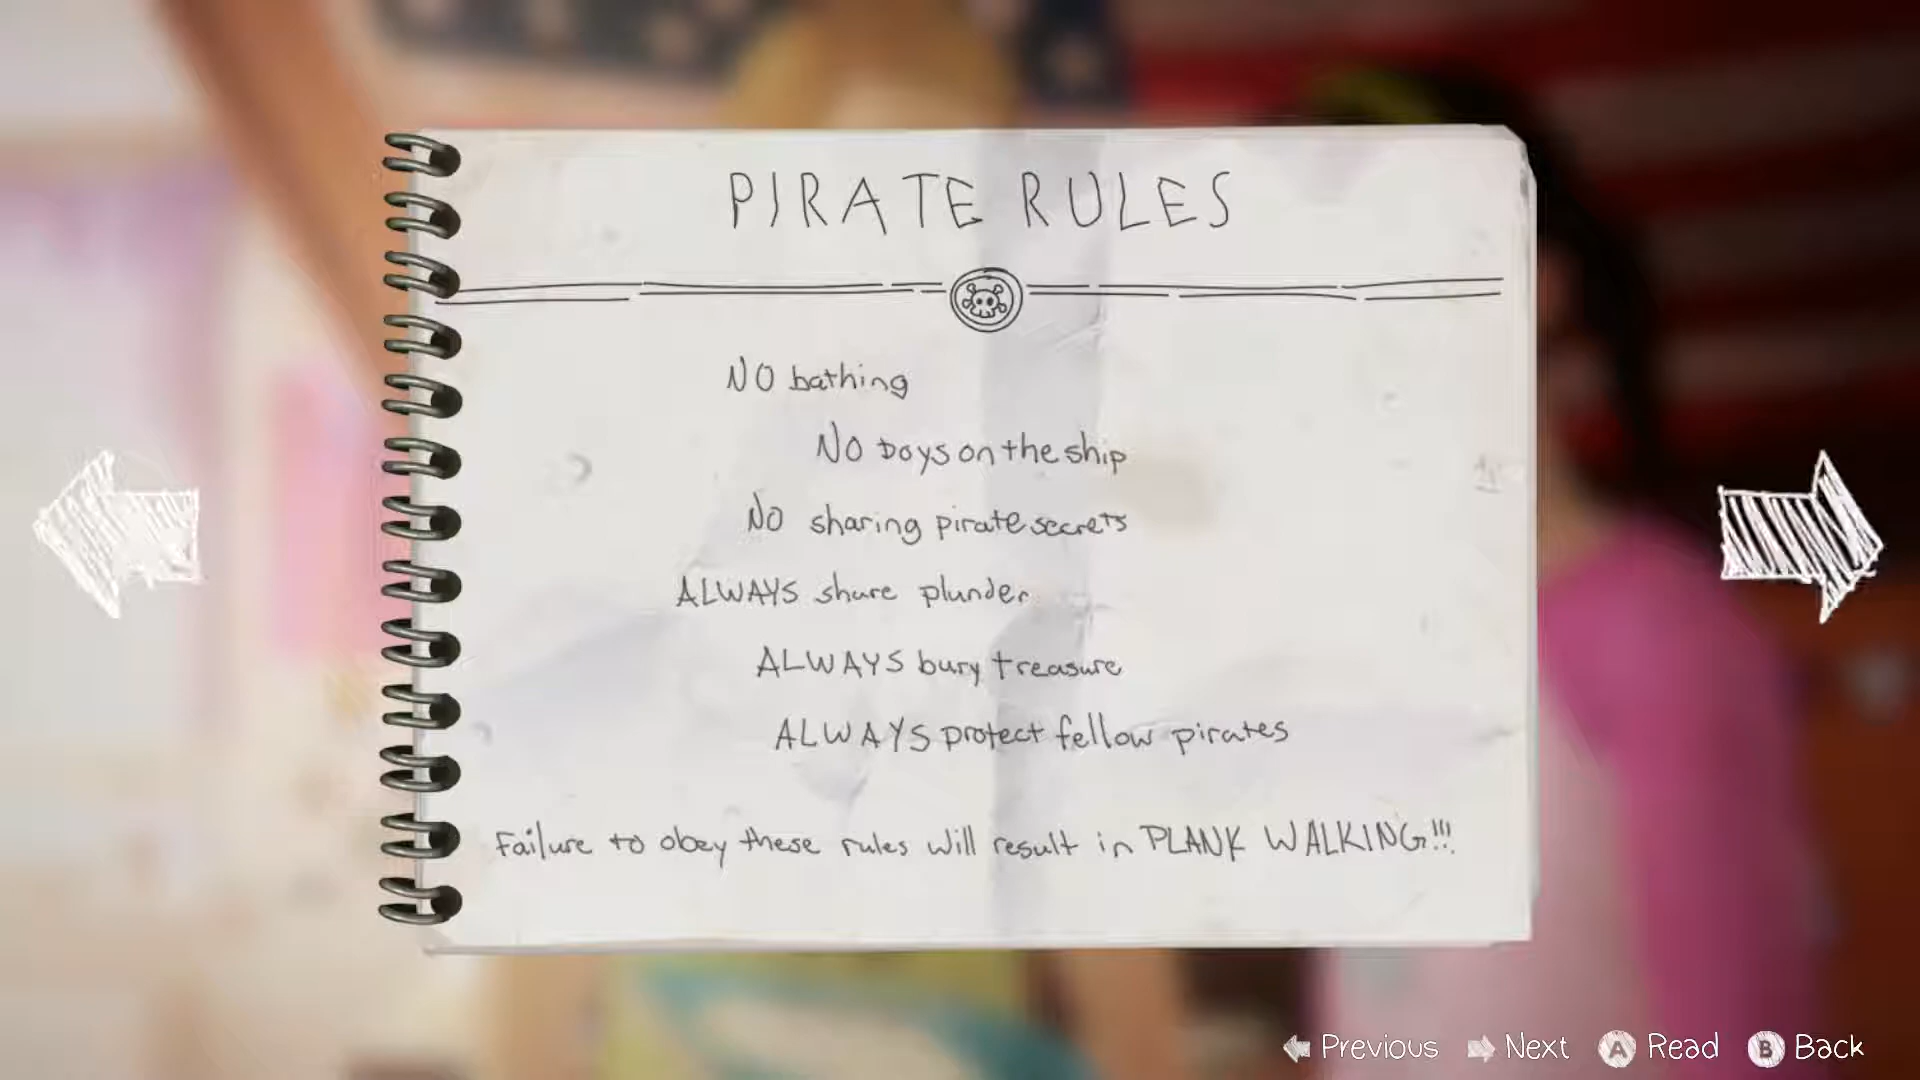 PIRATE RULES
NO bathing
NO boys on the ship
NO sharing pirate secrets
ALWAYS share plunder
ALWAYS bury treasure
ALWAYS protect fellow pirates
Failure to obey these rules will result in PLANK WALKING!!!
Previous Next A Read B Back